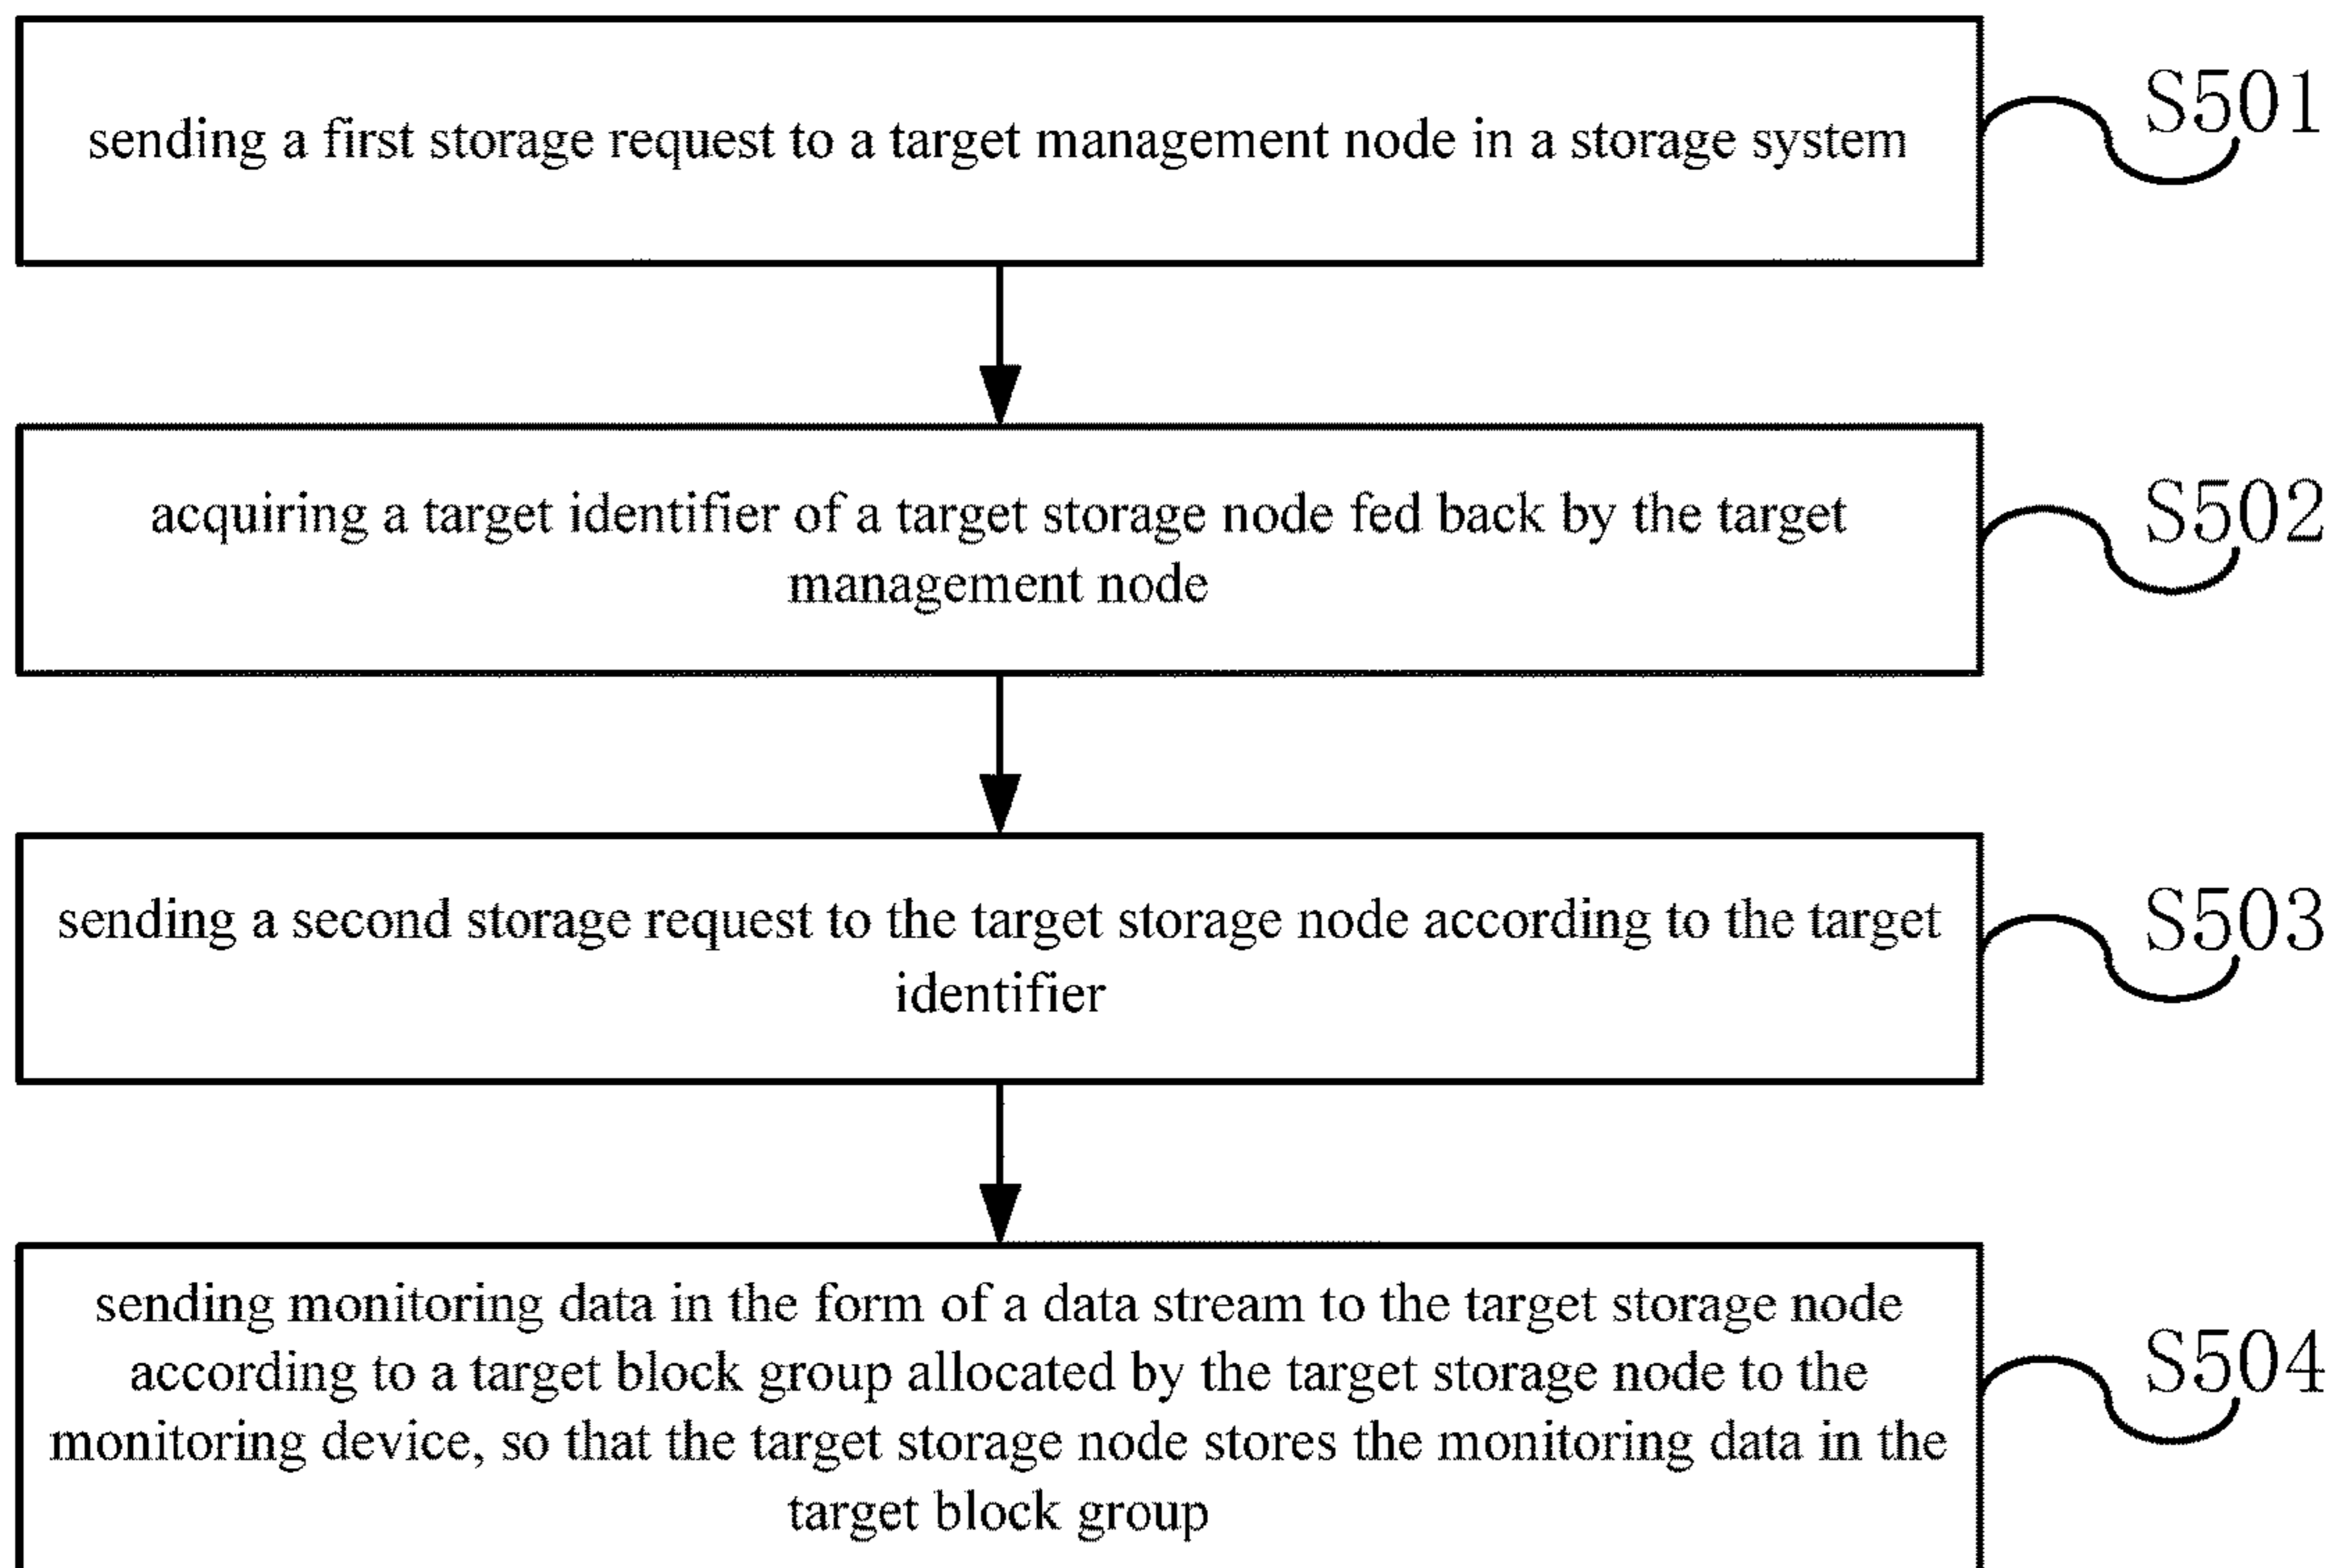 sending a first storage request to a target management node in a storage system
S501
acquiring a target identifier of a target storage node fed back by the target
management node
S502
sending a second storage request to the target storage node according to the target
identifier
S503
sending monitoring data in the form of a data stream to the target storage node
according to a target block group allocated by the target storage node to the
monitoring device, so that the target storage node stores the monitoring data in the
target block group
S504